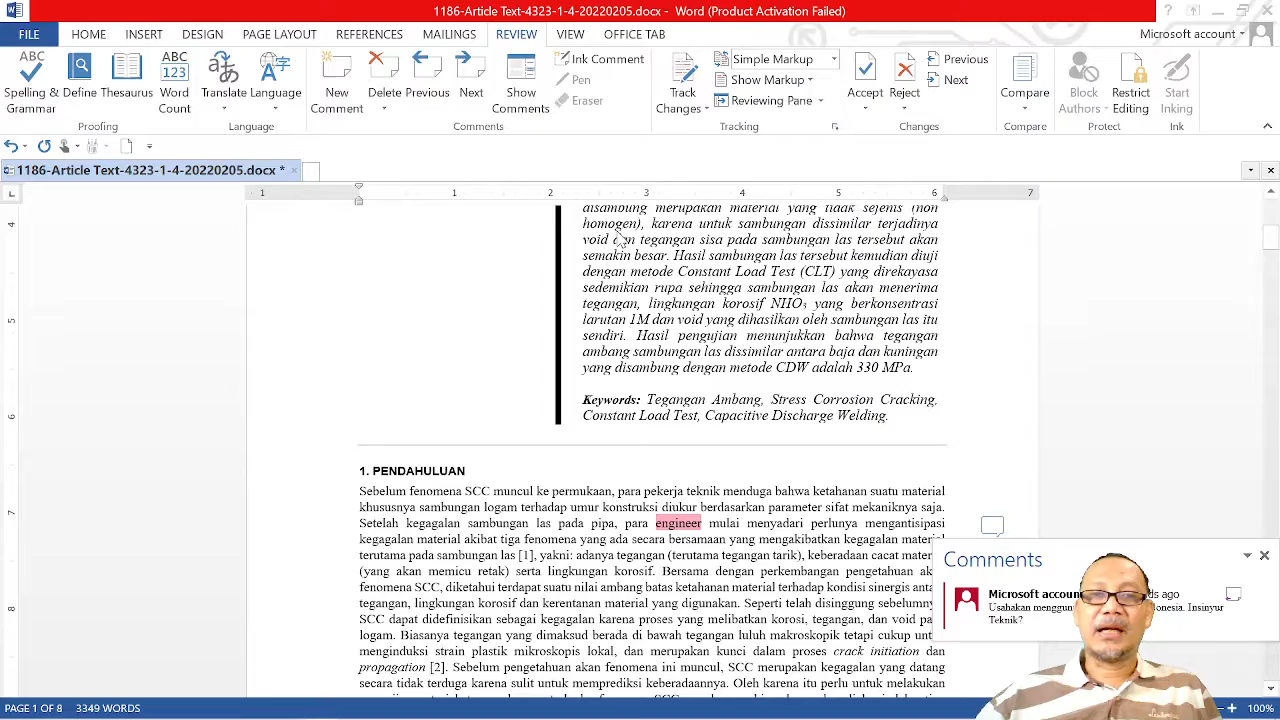 1186-Article Text-4323-1-4-20220205.docx - Word (Product Activation Failed)
FILE HOME INSERT DESIGN PAGE LAYOUT REFERENCES MAILINGS REVIEW VIEW OFFICE TAB Microsoft account
Spelling & Grammar
Define
Thesaurus
Word Count
Proofing
Translate
Language
Language
New Comment
Delete
Previous
Next
Show Comments
Ink Comment
Pen
Eraser
Comments
Track Changes
Simple Markup
Show Markup
Reviewing Pane
Tracking
Accept
Reject
Previous
Next
Changes
Compare
Compare
Block Authors
Restrict Editing
Protect
Start Inking
Ink
1186-Article Text-4323-1-4-20220205.docx *
1 1 2 3 4 5 6 7
4
5
6
7
8
disambung merupakan material yang tidak sejenis (non
homogen), karena untuk sambungan dissimilar terjadinya
void dan tegangan sisa pada sambungan las tersebut akan
semakin besar. Hasil sambungan las tersebut kemudian diuji
dengan metode Constant Load Test (CLT) yang direkayasa
sedemikian rupa sehingga sambungan las akan menerima
tegangan, lingkungan korosif NHO₃ yang berkonsentrasi
larutan 1M dan void yang dihasilkan oleh sambungan las itu
sendiri. Hasil pengujian menunjukkan bahwa tegangan
ambang sambungan las dissimilar antara baja dan kuningan
yang disambung dengan metode CDW adalah 330 MPa.
Keywords: Tegangan Ambang, Stress Corrosion Cracking,
Constant Load Test, Capacitive Discharge Welding.
1. PENDAHULUAN
Sebelum fenomena SCC muncul ke permukaan, para pekerja teknik menduga bahwa ketahanan suatu material
khususnya sambungan logam terhadap umur konstruksi diukur berdasarkan parameter sifat mekaniknya saja.
Setelah kegagalan sambungan las pada pipa, para engineer mulai menyadari perlunya mengantisipasi
kegagalan material akibat tiga fenomena yang ada secara bersamaan yang mengakibatkan kegagalan material
terutama pada sambungan las [1], yakni: adanya tegangan (terutama tegangan tarik), keberadaan cacat
(yang akan memicu retak) serta lingkungan korosif. Bersama dengan perkembangan pengetahuan
fenomena SCC, diketahui terdapat suatu nilai ambang batas ketahanan material terhadap kondisi sinergis
tegangan, lingkungan korosif dan kerentanan material yang digunakan. Seperti telah disinggung
SCC dapat didefinisikan sebagai kegagalan karena proses yang melibatkan korosi, tegangan, dan void
logam. Biasanya tegangan yang dimaksud berada di bawah tegangan luluh makroskopik tetapi cukup
menginduksi strain plastik mikroskopis lokal, dan merupakan kunci dalam proses crack initiation dan
propagation [2]. Sebelum pengetahuan akan fenomena ini muncul, SCC merupakan kegagalan yang datang
secara tidak terduga karena sulit untuk memprediksi keberadaannya. Oleh karena itu perlu untuk melakukan
Comments
Microsoft account ago
Usahakan
Insinyur
Teknik?
PAGE 1 OF 8 3349 WORDS 100%